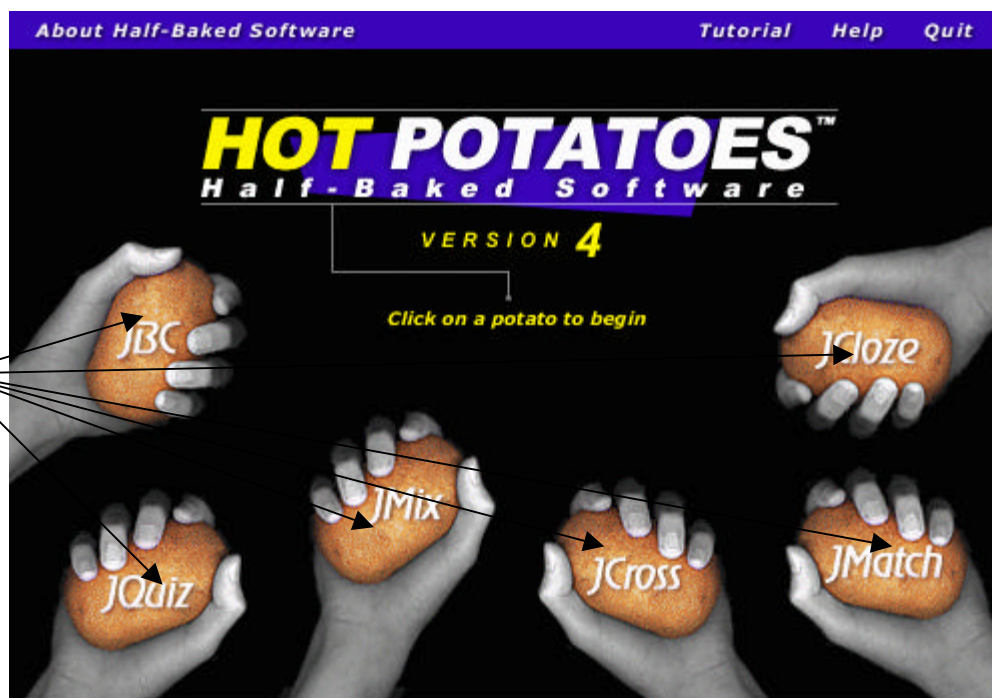 About Half-Baked Software Tutorial Help Quit
HOT POTATOES™
Half-Baked Software
VERSION 4
Click on a potato to begin
JBC
JCloze
JMix
JQuiz
JCross
JMatch